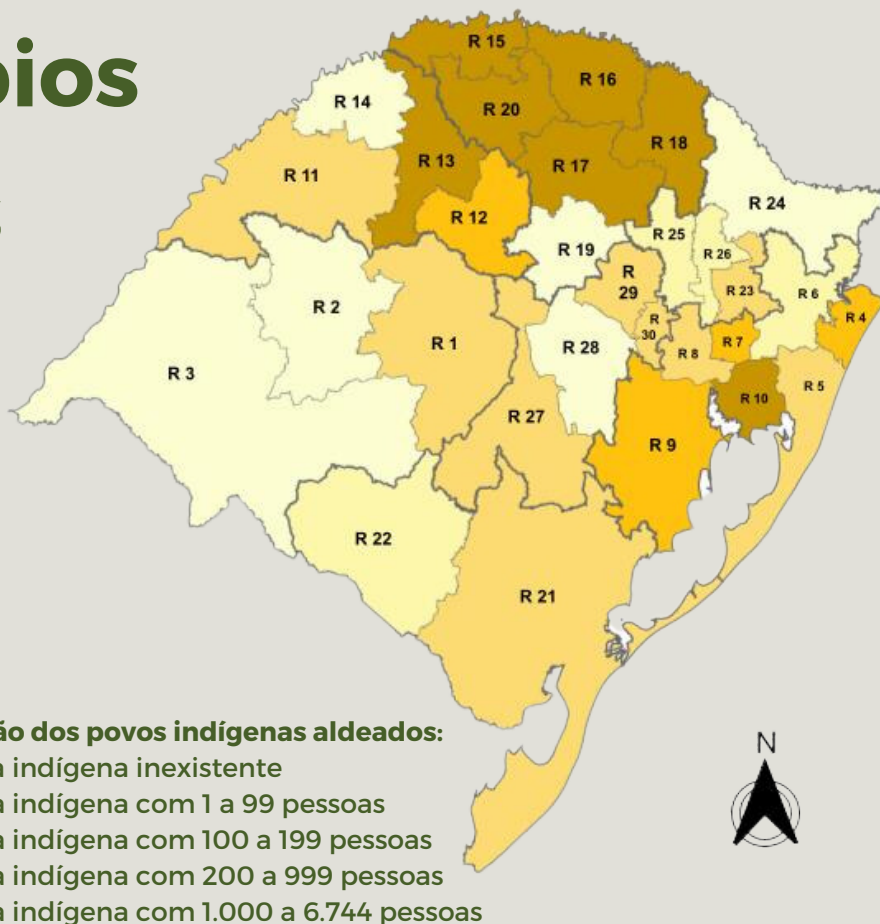 pios
s
R 15
R 16
R 14
R 20
R 18
R 13
R 17
R 11
R 24
R 12
R 25
R 19
R 26
R 29
R 23
R 6
R 2
R 4
R 30
R 7
R 1
R 28
R 8
R 3
R 5
R 10
R 27
R 9
R 22
R 21
ão dos povos indígenas aldeados:
a indígena inexistente
a indígena com 1 a 99 pessoas
a indígena com 100 a 199 pessoas
a indígena com 200 a 999 pessoas
a indígena com 1.000 a 6.744 pessoas
N